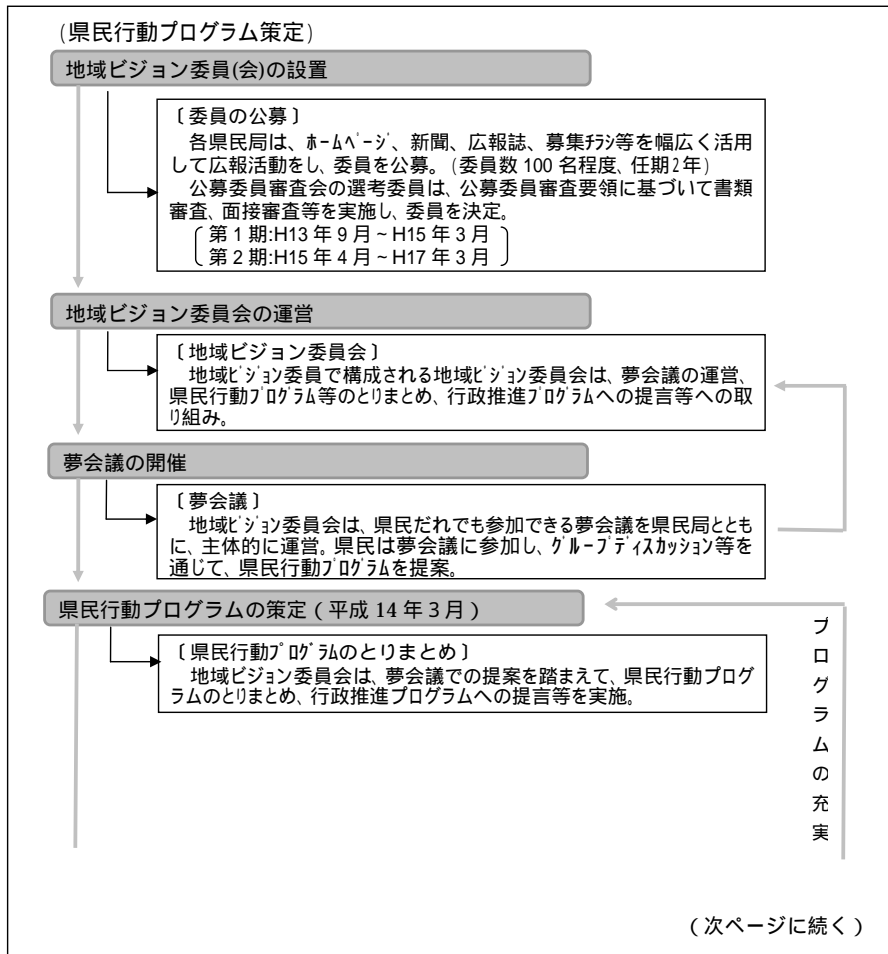 (県民行動プログラム策定)
地域ビジョン委員(会)の設置
〔委員の公募〕
各県民局は、ﾎｰﾑﾍﾟｰｼﾞ、新聞、広報誌、募集ﾁﾗｼ等を幅広く活用
して広報活動をし、委員を公募。(委員数 100 名程度、任期2年)
公募委員審査会の選考委員は、公募委員審査要領に基づいて書類
審査、面接審査等を実施し、委員を決定。
第 1 期:H13 年 9 月~H15 年 3 月
第 2 期:H15 年 4 月~H17 年 3 月
地域ビジョン委員会の運営
〔地域ビジョン委員会〕
地域ﾋﾞｼﾞｮﾝ委員で構成される地域ﾋﾞｼﾞｮﾝ委員会は、夢会議の運営、
県民行動ﾌﾟﾛｸﾞﾗﾑ等のとりまとめ、行政推進ﾌﾟﾛｸﾞﾗﾑへの提言等への取
り組み。
夢会議の開催
〔夢会議〕
地域ﾋﾞｼﾞｮﾝ委員会は、県民だれでも参加できる夢会議を県民局ととも
に、主体的に運営。県民は夢会議に参加し、ｸﾞﾙｰﾌﾟﾃﾞｨｽｶｯｼｮﾝ等を
通じて、県民行動ﾌﾟﾛｸﾞﾗﾑを提案。
県民行動プログラムの策定(平成 14 年3月)
〔県民行動ﾌﾟﾛｸﾞﾗﾑのとりまとめ〕
地域ビジョン委員会は、夢会議での提案を踏まえて、県民行動プログ
ラムのとりまとめ、行政推進プログラムへの提言等を実施。
プログラムの充実
(次ページに続く)